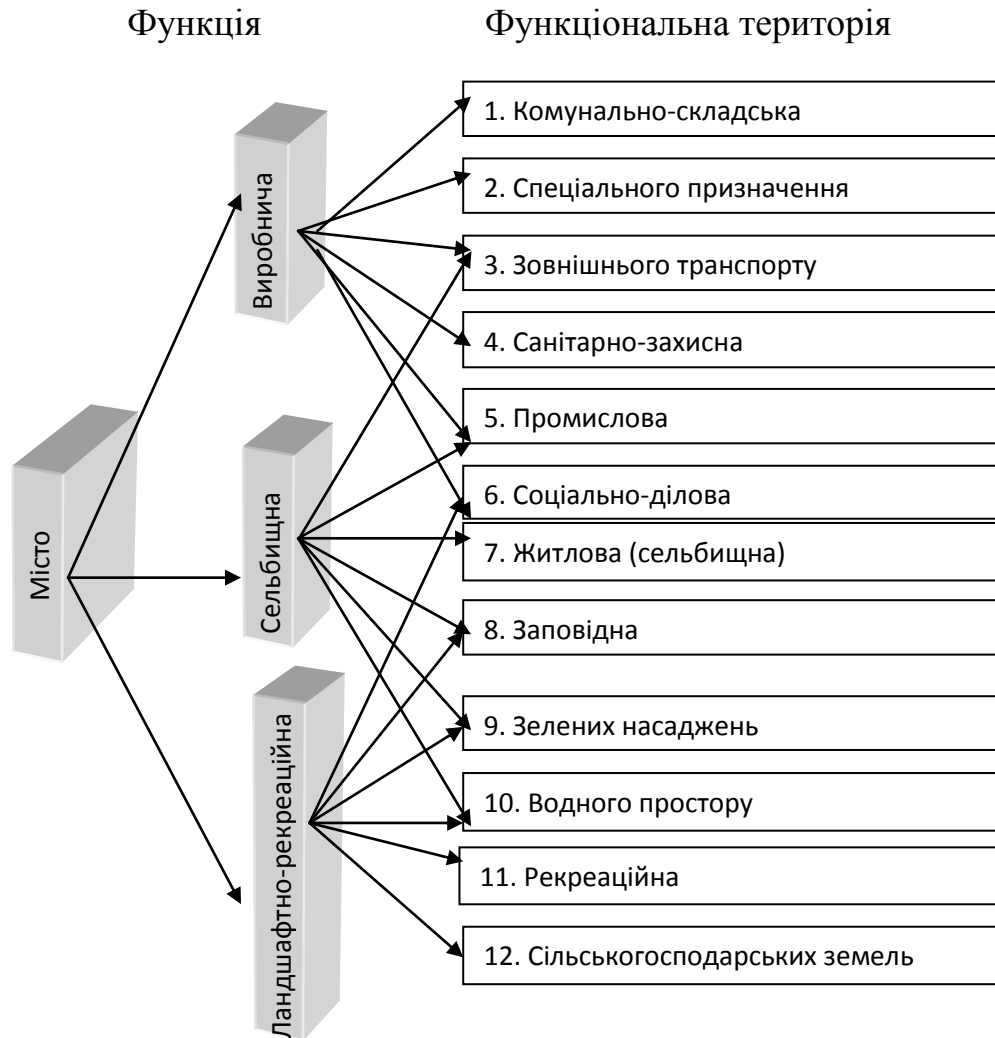 Функція
Функціональна територія
Місто
Виробнича
Сельбищна
Ландшафтно-рекреаційна
1. Комунально-складська
2. Спеціального призначення
3. Зовнішнього транспорту
4. Санітарно-захисна
5. Промислова
6. Соціально-ділова
7. Житлова (сельбищна)
8. Заповідна
9. Зелених насаджень
10. Водного простору
11. Рекреаційна
12. Сільськогосподарських земель